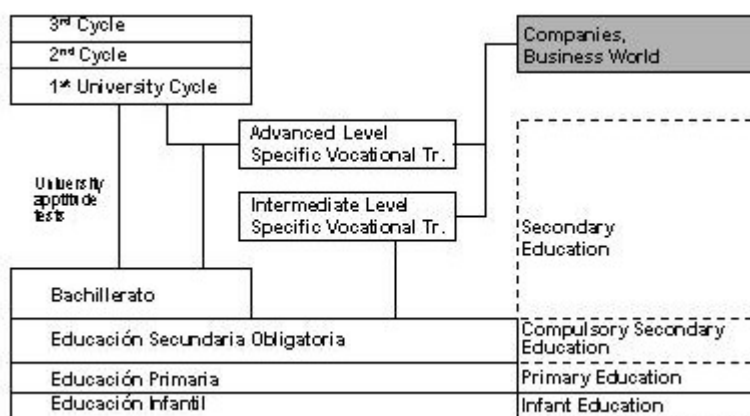 3rd Cycle
2nd Cycle
1st University Cycle
Companies,
Business World
Advanced Level
Specific Vocational Tr.
University
apptitude
tests
Intermediate Level
Specific Vocational Tr.
Secondary
Education
Bachillerato
Educación Secundaria Obligatoria
Compulsory Secondary
Education
Educación Primaria
Primary Education
Educación Infantil
Infant Education